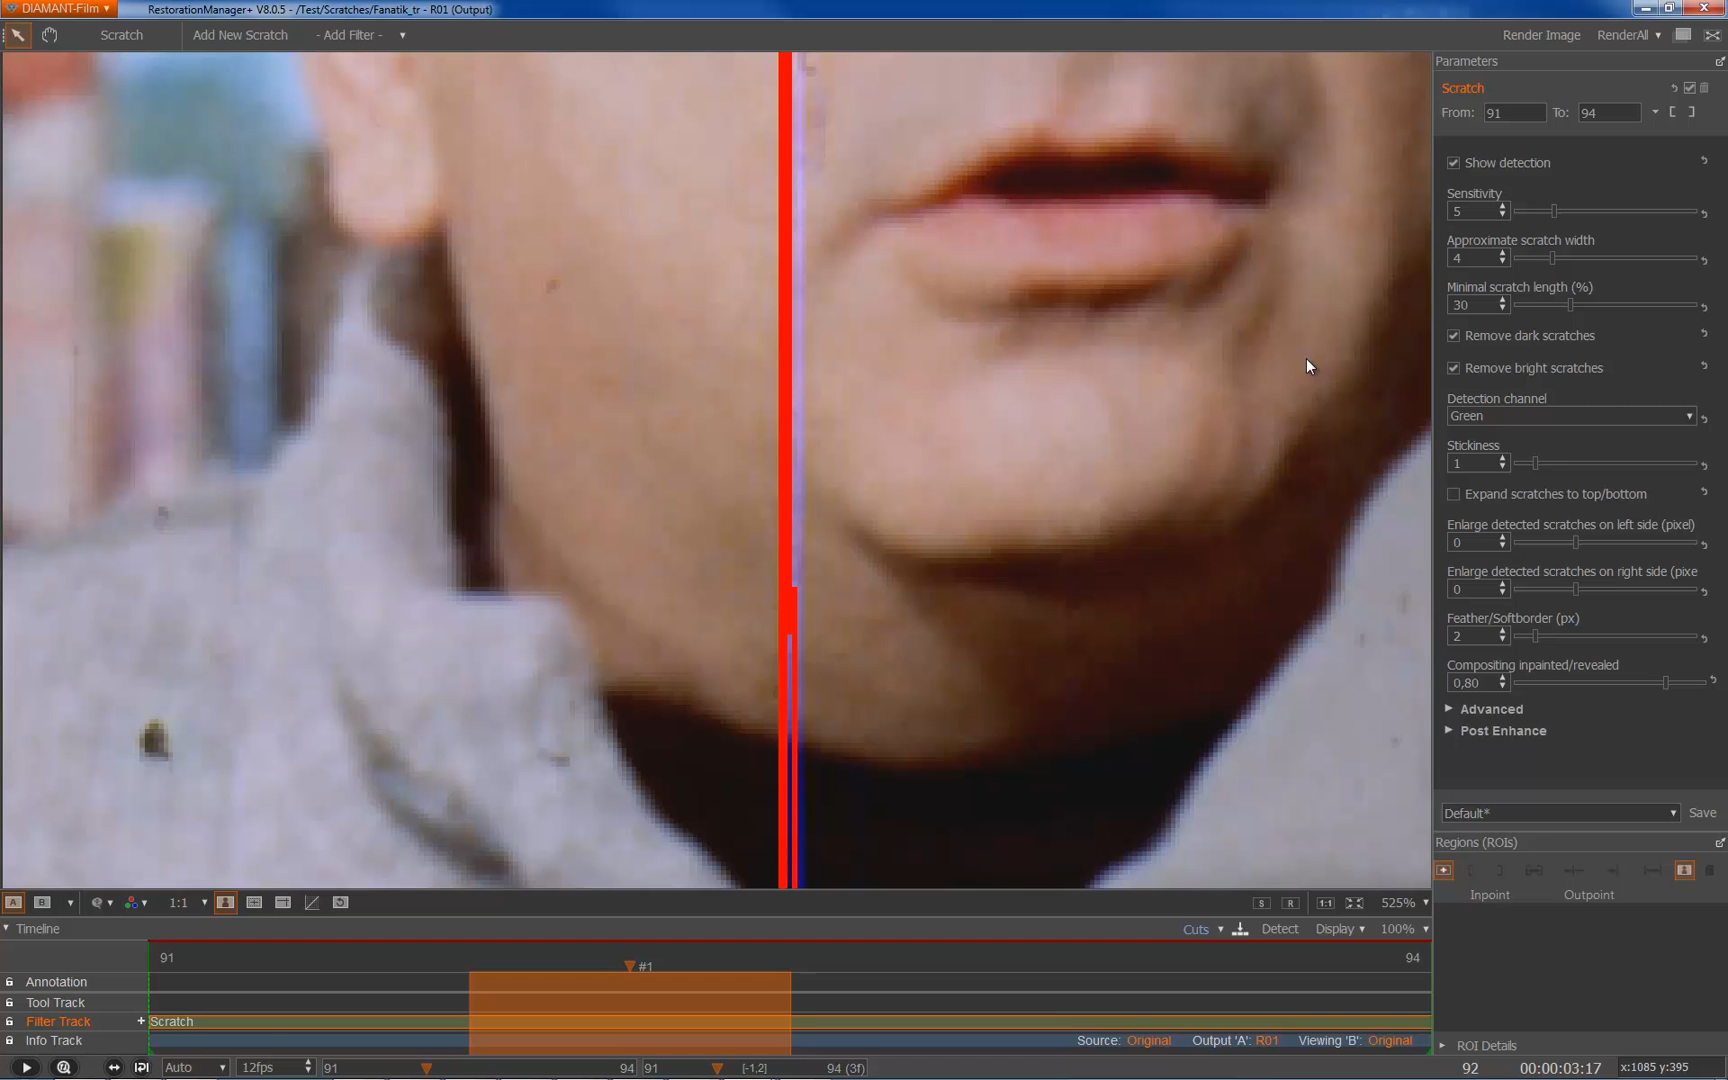 DIAMANT-Film
RestorationManager+ V8.0.5 - /Test/Scratches/Fanatik_tr - R01 (Output)
Scratch
Add New Scratch
- Add Filter -
Render Image
RenderAll
Parameters
Scratch
From: 91 To: 94
Show detection
Sensitivity
5
Approximate scratch width
4
Minimal scratch length (%)
30
Remove dark scratches
Remove bright scratches
Detection channel
Green
Stickiness
1
Expand scratches to top/bottom
Enlarge detected scratches on left side (pixel)
0
Enlarge detected scratches on right side (pixe
0
Feather/Softborder (px)
2
Compositing inpainted/revealed
0,80
Advanced
Post Enhance
Default*
Save
Regions (ROIs)
Inpoint Outpoint
A B 1:1 S R 1:1 525%
Timeline
Cuts Detect Display 100%
91 #1 94
Annotation
Tool Track
Filter Track + Scratch
Info Track Source: Original Output 'A': R01 Viewing 'B': Original
ROI Details
Auto 12fps 91 94 91 [-1,2] 94 (3f) 92 00:00:03:17 x:1085 y:395